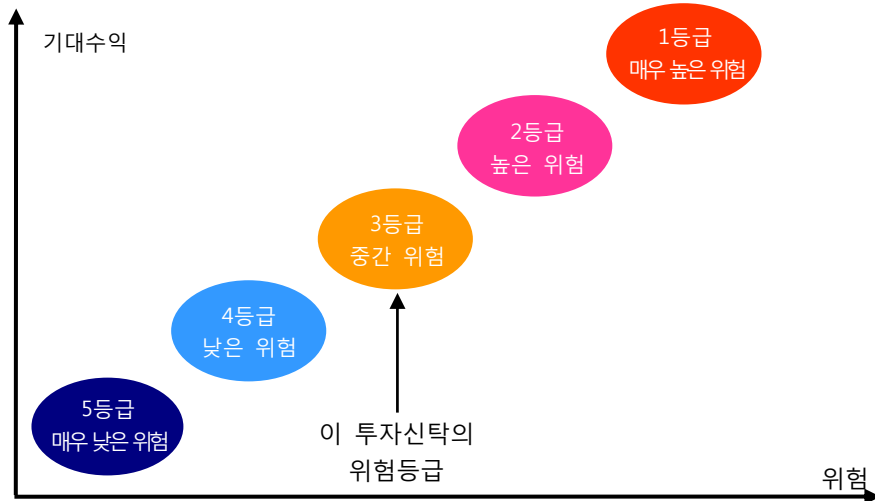 기대수익
1등급
매우 높은 위험
2등급
높은 위험
3등급
중간 위험
4등급
낮은 위험
5등급
매우 낮은 위험
이 투자신탁의
위험등급
위험